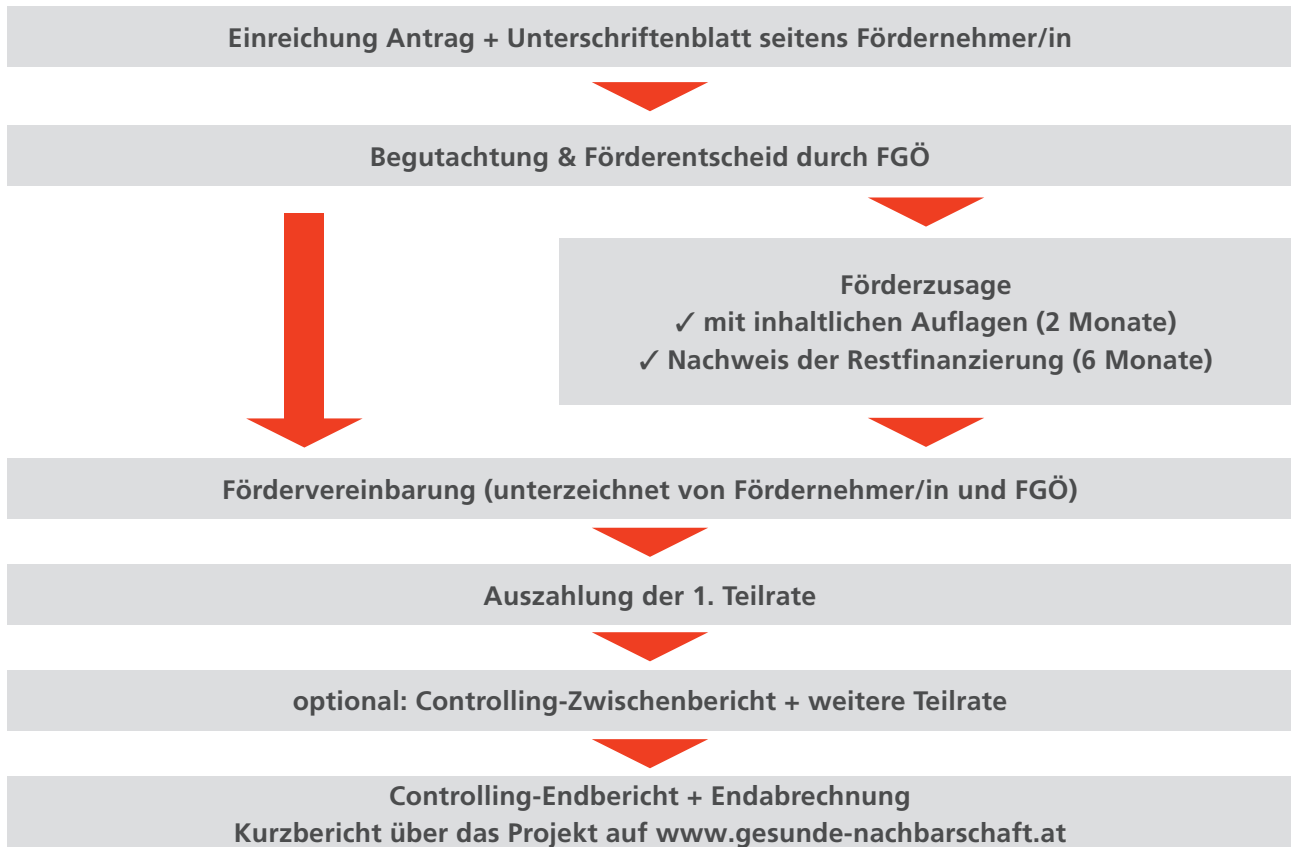 Einreichung Antrag + Unterschriftenblatt seitens Fördernehmer/in
Begutachtung & Förderentscheid durch FGÖ
Förderzusage
✓ mit inhaltlichen Auflagen (2 Monate)
✓ Nachweis der Restfinanzierung (6 Monate)
Fördervereinbarung (unterzeichnet von Fördernehmer/in und FGÖ)
Auszahlung der 1. Teilrate
optional: Controlling-Zwischenbericht + weitere Teilrate
Controlling-Endbericht + Endabrechnung
Kurzbericht über das Projekt auf www.gesunde-nachbarschaft.at